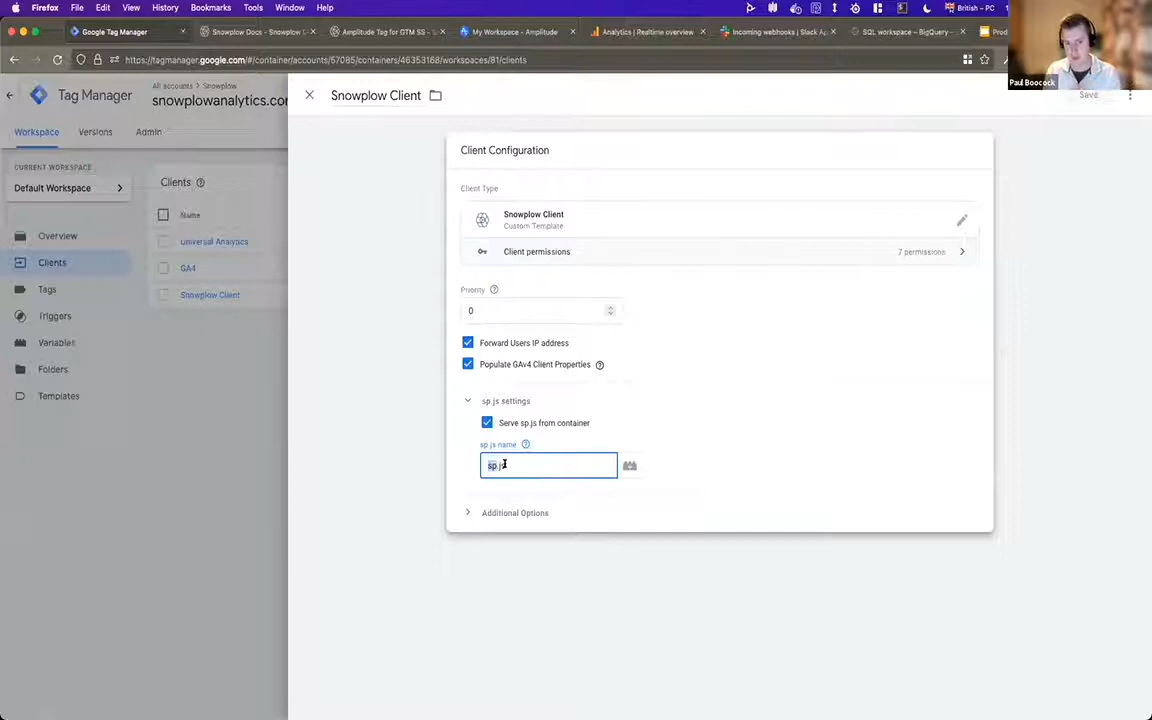 Firefox File Edit View History Bookmarks Tools Window Help British – PC
Google Tag Manager Snowplow Docs - Snowplow D Amplitude Tag for GTM SS - S My Workspace - Amplitude Analytics | Realtime overview Incoming webhooks | Slack Ap SQL workspace – BigQuery – Prod
https://tagmanager.google.com/#/container/accounts/57085/containers/46353168/workspaces/81/clients
Paul Boocock
All accounts > Snowplow
Tag Manager
snowplowanalytics.co
Snowplow Client
Save
Workspace Versions Admin
CURRENT WORKSPACE
Default Workspace
Clients
Name
Universal Analytics
GA4
Snowplow Client
Overview
Clients
Tags
Triggers
Variables
Folders
Templates
Client Configuration
Client Type
Snowplow Client
Custom Template
Client permissions
7 permissions
Priority
0
Forward Users IP address
Populate GAv4 Client Properties
sp.js settings
Serve sp.js from container
sp.js name
sp.js
Additional Options